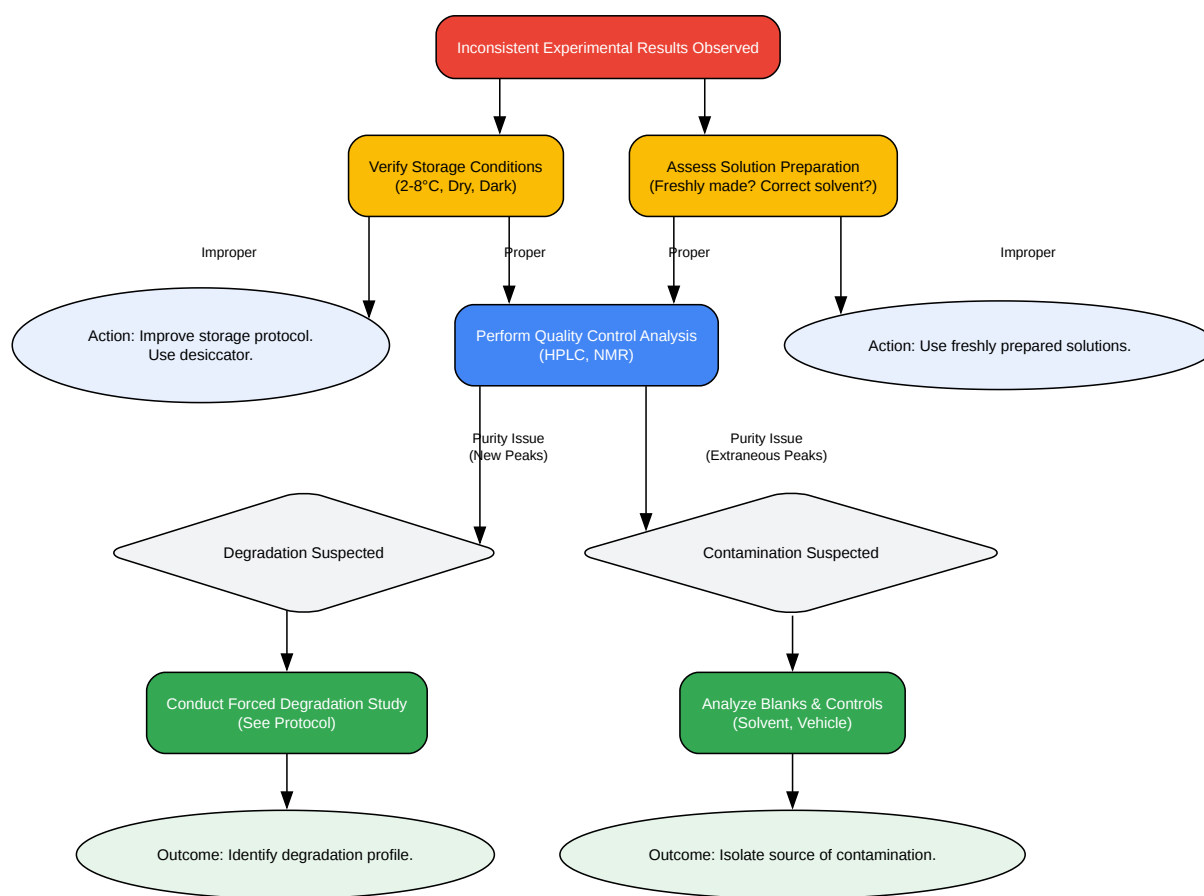 Inconsistent Experimental Results Observed
Verify Storage Conditions
(2-8°C, Dry, Dark)
Assess Solution Preparation
(Freshly made? Correct solvent?)
Improper
Proper
Proper
Improper
Action: Improve storage protocol.
Use desiccator.
Perform Quality Control Analysis
(HPLC, NMR)
Action: Use freshly prepared solutions.
Purity Issue
(New Peaks)
Purity Issue
(Extraneous Peaks)
Degradation Suspected
Contamination Suspected
Conduct Forced Degradation Study
(See Protocol)
Analyze Blanks & Controls
(Solvent, Vehicle)
Outcome: Identify degradation profile.
Outcome: Isolate source of contamination.